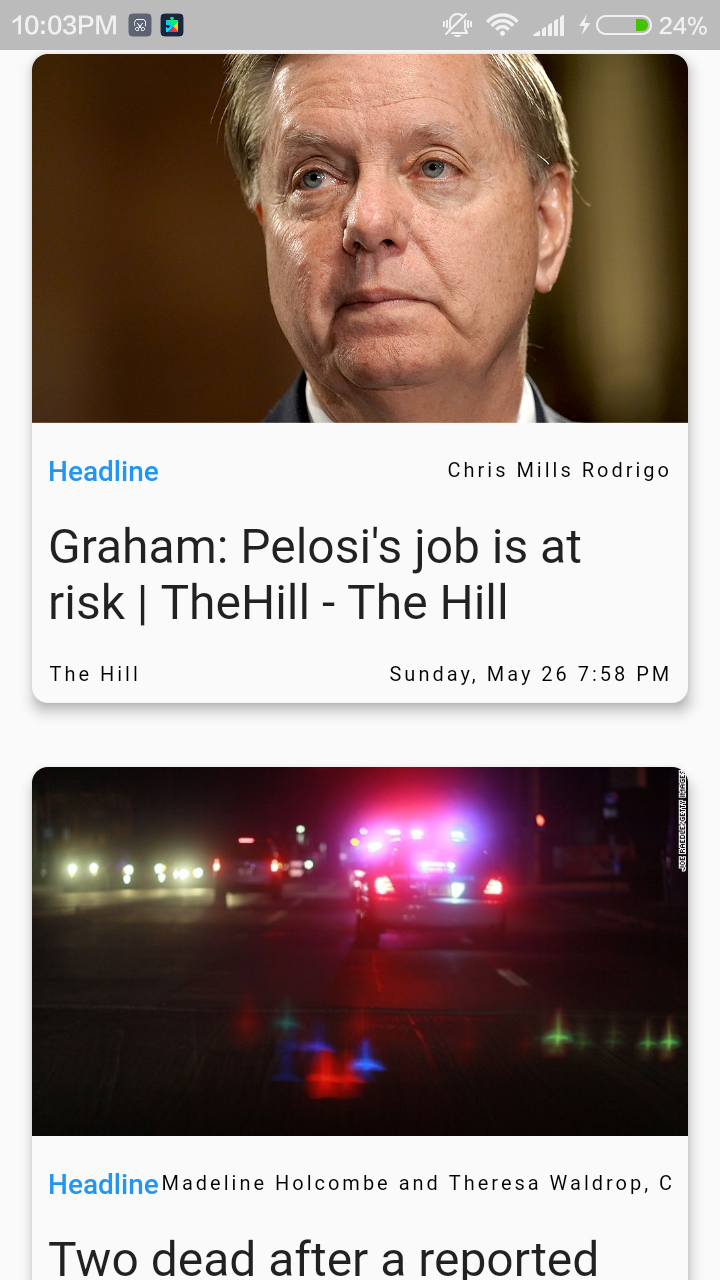 10:03PM 24%
Headline Chris Mills Rodrigo
Graham: Pelosi's job is at
risk | TheHill - The Hill
The Hill Sunday, May 26 7:58 PM
JOE RAEDLE/GETTY IMAGES
Headline Madeline Holcombe and Theresa Waldrop, C
Two dead after a reported